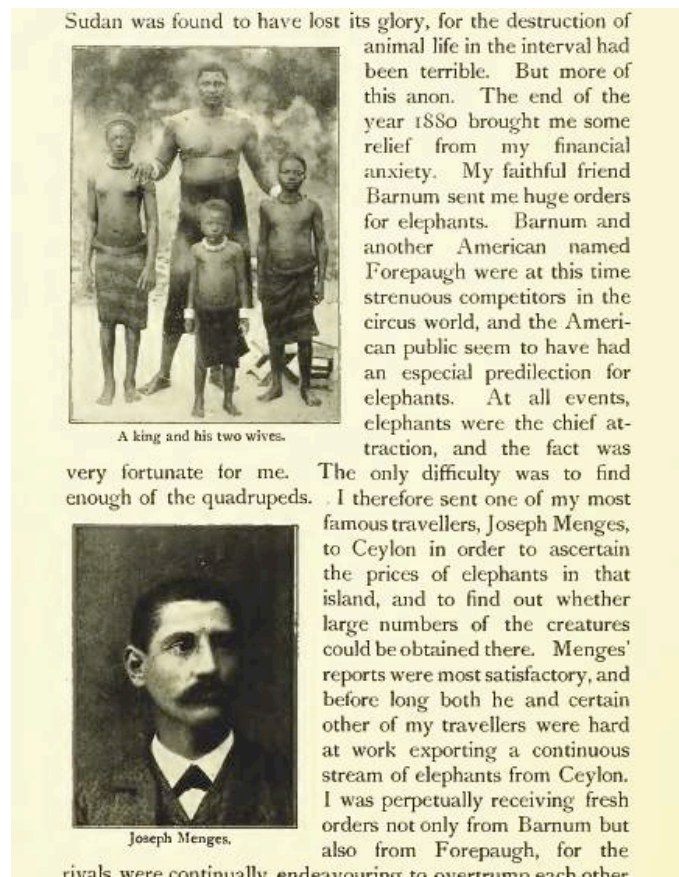 Sudan was found to have lost its glory, for the destruction of
animal life in the interval had
been terrible. But more of
this anon. The end of the
year 1880 brought me some
relief from my financial
anxiety. My faithful friend
Barnum sent me huge orders
for elephants. Barnum and
another American named
Forepaugh were at this time
strenuous competitors in the
circus world, and the Ameri-
can public seem to have had
an especial predilection for
elephants. At all events,
elephants were the chief at-
traction, and the fact was
A king and his two wives.
very fortunate for me. The only difficulty was to find
enough of the quadrupeds. I therefore sent one of my most
famous travellers, Joseph Menges,
to Ceylon in order to ascertain
the prices of elephants in that
island, and to find out whether
large numbers of the creatures
could be obtained there. Menges'
reports were most satisfactory, and
before long both he and certain
other of my travellers were hard
at work exporting a continuous
stream of elephants from Ceylon.
I was perpetually receiving fresh
orders not only from Barnum but
also from Forepaugh, for the
Joseph Menges.
rivals were continually endeavouring to overtrump each other